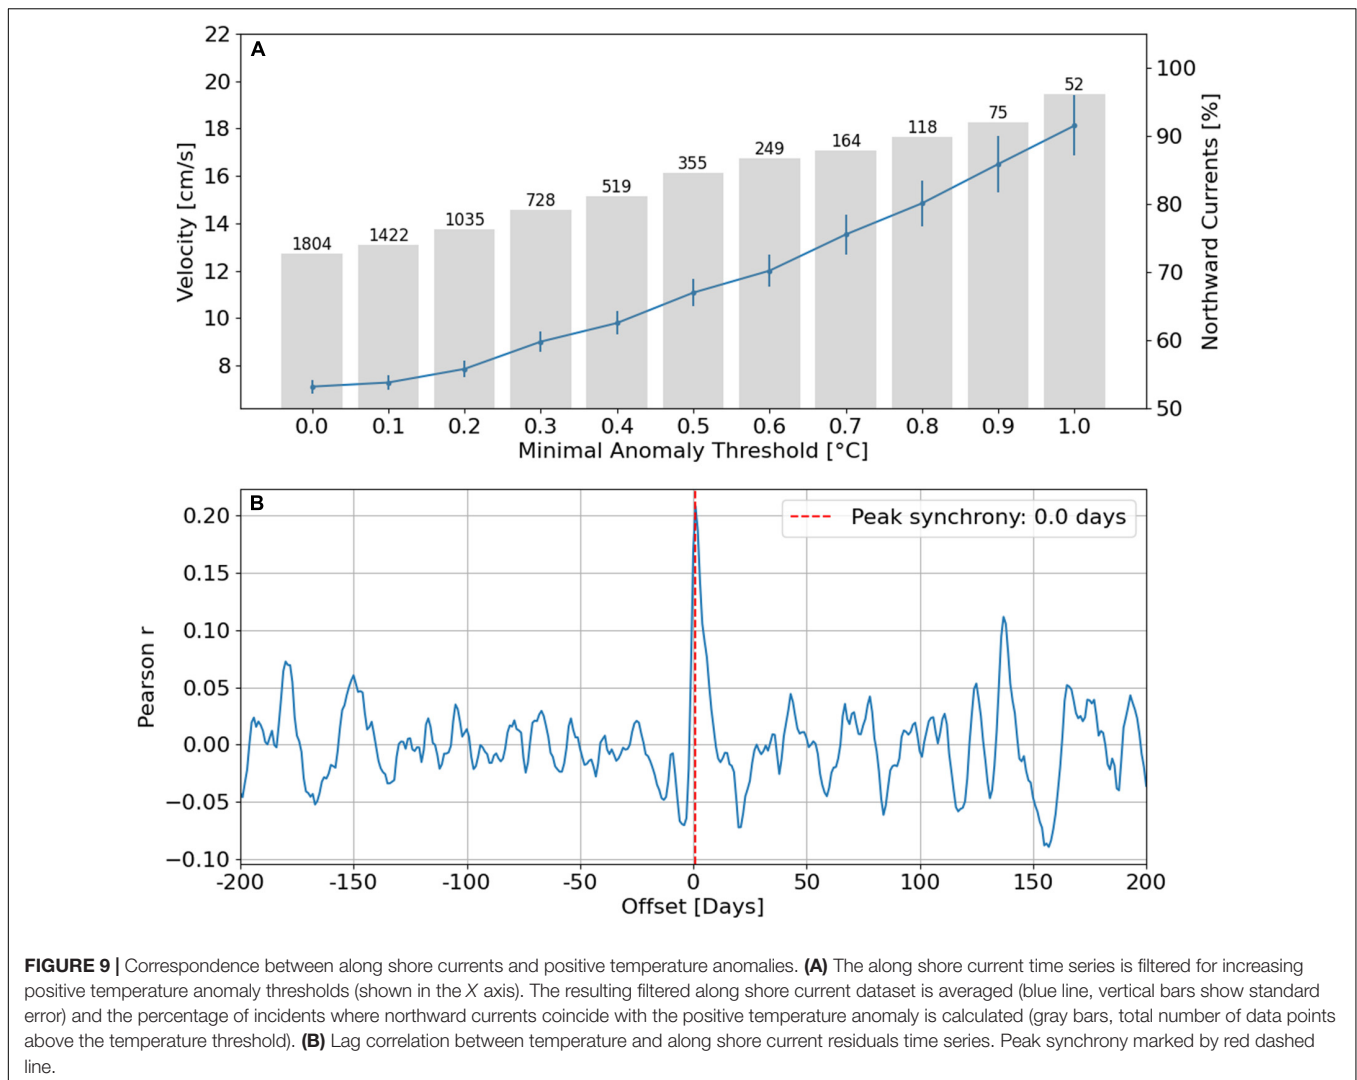 A
22
20
18
16
14
12
10
8
Velocity [cm/s]
100
90
80
70
60
50
Northward Currents [%]
1804 1422 1035 728 519 355 249 164 118 75 52
0.0 0.1 0.2 0.3 0.4 0.5 0.6 0.7 0.8 0.9 1.0
Minimal Anomaly Threshold [°C]
B
Peak synchrony: 0.0 days
0.20
0.15
0.10
0.05
0.00
−0.05
−0.10
Pearson r
-200 -150 -100 -50 0 50 100 150 200
Offset [Days]
FIGURE 9 | Correspondence between along shore currents and positive temperature anomalies. (A) The along shore current time series is filtered for increasing
positive temperature anomaly thresholds (shown in the X axis). The resulting filtered along shore current dataset is averaged (blue line, vertical bars show standard
error) and the percentage of incidents where northward currents coincide with the positive temperature anomaly is calculated (gray bars, total number of data points
above the temperature threshold). (B) Lag correlation between temperature and along shore current residuals time series. Peak synchrony marked by red dashed
line.